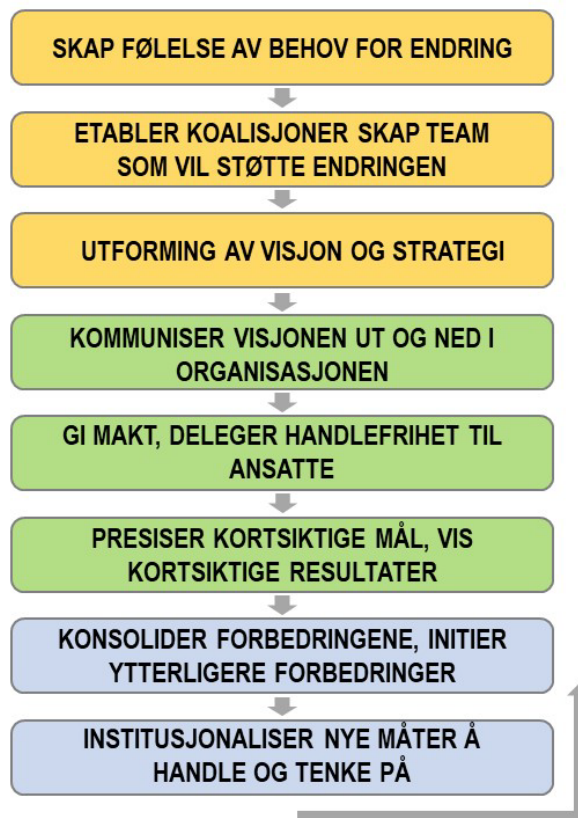 SKAP FØLELSE AV BEHOV FOR ENDRING
ETABLER KOALISJONER SKAP TEAM
SOM VIL STØTTE ENDRINGEN
UTFORMING AV VISJON OG STRATEGI
KOMMUNISER VISJONEN UT OG NED I
ORGANISASJONEN
GI MAKT, DELEGER HANDLEFRIHET TIL
ANSATTE
PRESISER KORTSIKTIGE MÅL, VIS
KORTSIKTIGE RESULTATER
KONSOLIDER FORBEDRINGENE, INITIER
YTTERLIGERE FORBEDRINGER
INSTITUSJONALISER NYE MÅTER Å
HANDLE OG TENKE PÅ